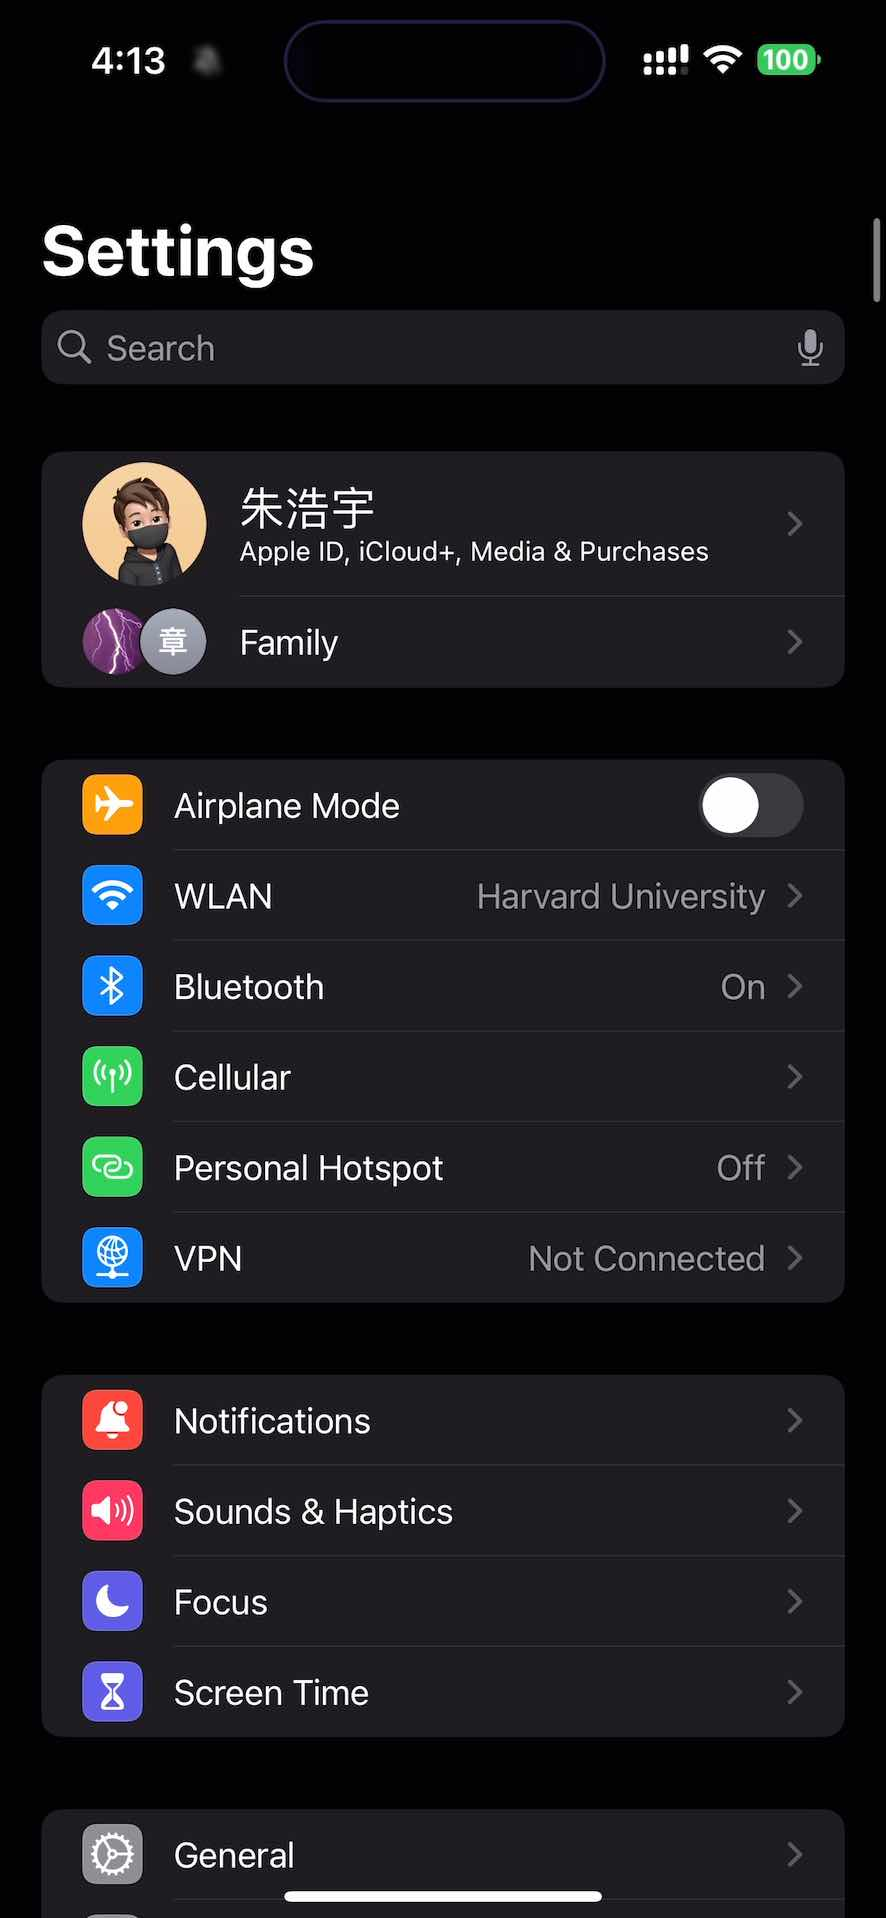 4:13
100
Settings
Search
朱浩宇
Apple ID, iCloud+, Media & Purchases
章
Family
Airplane Mode
WLAN Harvard University
Bluetooth On
Cellular
Personal Hotspot Off
VPN Not Connected
Notifications
Sounds & Haptics
Focus
Screen Time
General